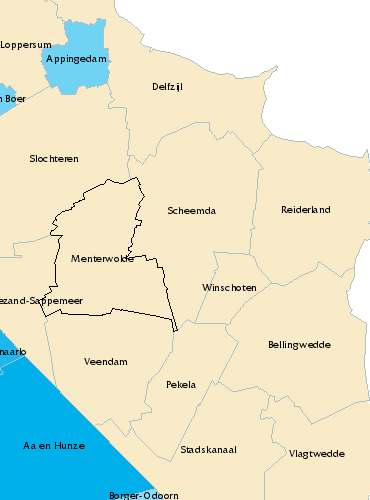 Loppersum
Appingedam
Delfzijl
n Boer
Slochteren
Scheemda
Reiderland
Menterwolde
Winschoten
ezand-Sappemeer
Bellingwedde
naarlo
Veendam
Pekela
Aa en Hunze
Stadskanaal
Vlagtwedde
Borger-Odoorn